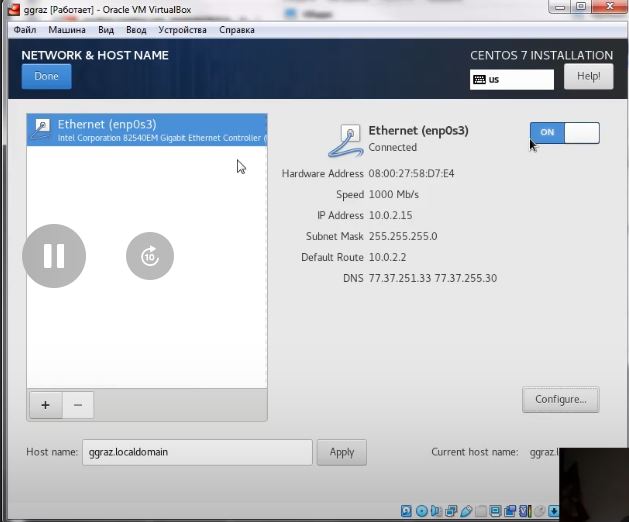 ggraz [Работает] - Oracle VM VirtualBox
Файл Машина Вид Ввод Устройства Справка
NETWORK & HOST NAME
CENTOS 7 INSTALLATION
Done
us
Help!
Ethernet (enp0s3)
Intel Corporation 82540EM Gigabit Ethernet Controller (
Ethernet (enp0s3)
Connected
ON
Hardware Address 08:00:27:58:D7:E4
Speed 1000 Mb/s
IP Address 10.0.2.15
Subnet Mask 255.255.255.0
Default Route 10.0.2.2
DNS 77.37.251.33 77.37.255.30
10
+ −
Configure...
Host name: ggraz.localdomain Apply Current host name: ggraz.l